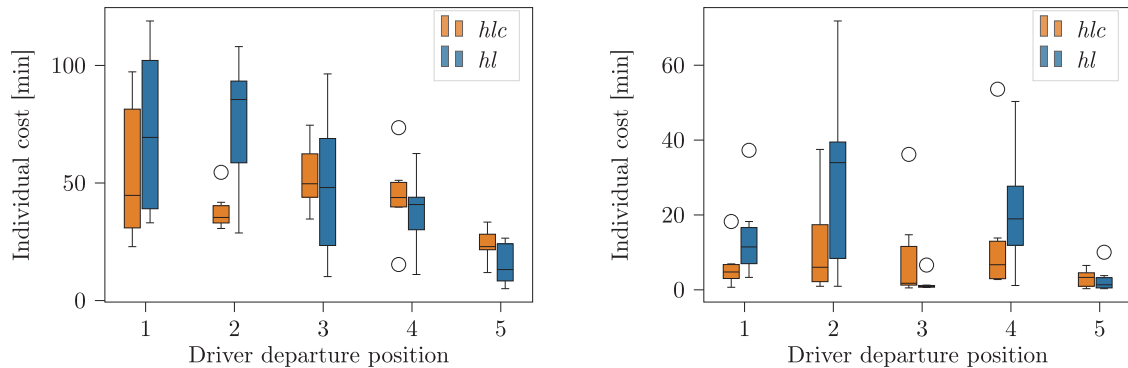 Individual cost [min]
100
50
0
hlc
hl
1 2 3 4 5
Driver departure position
Individual cost [min]
60
40
20
0
hlc
hl
1 2 3 4 5
Driver departure position